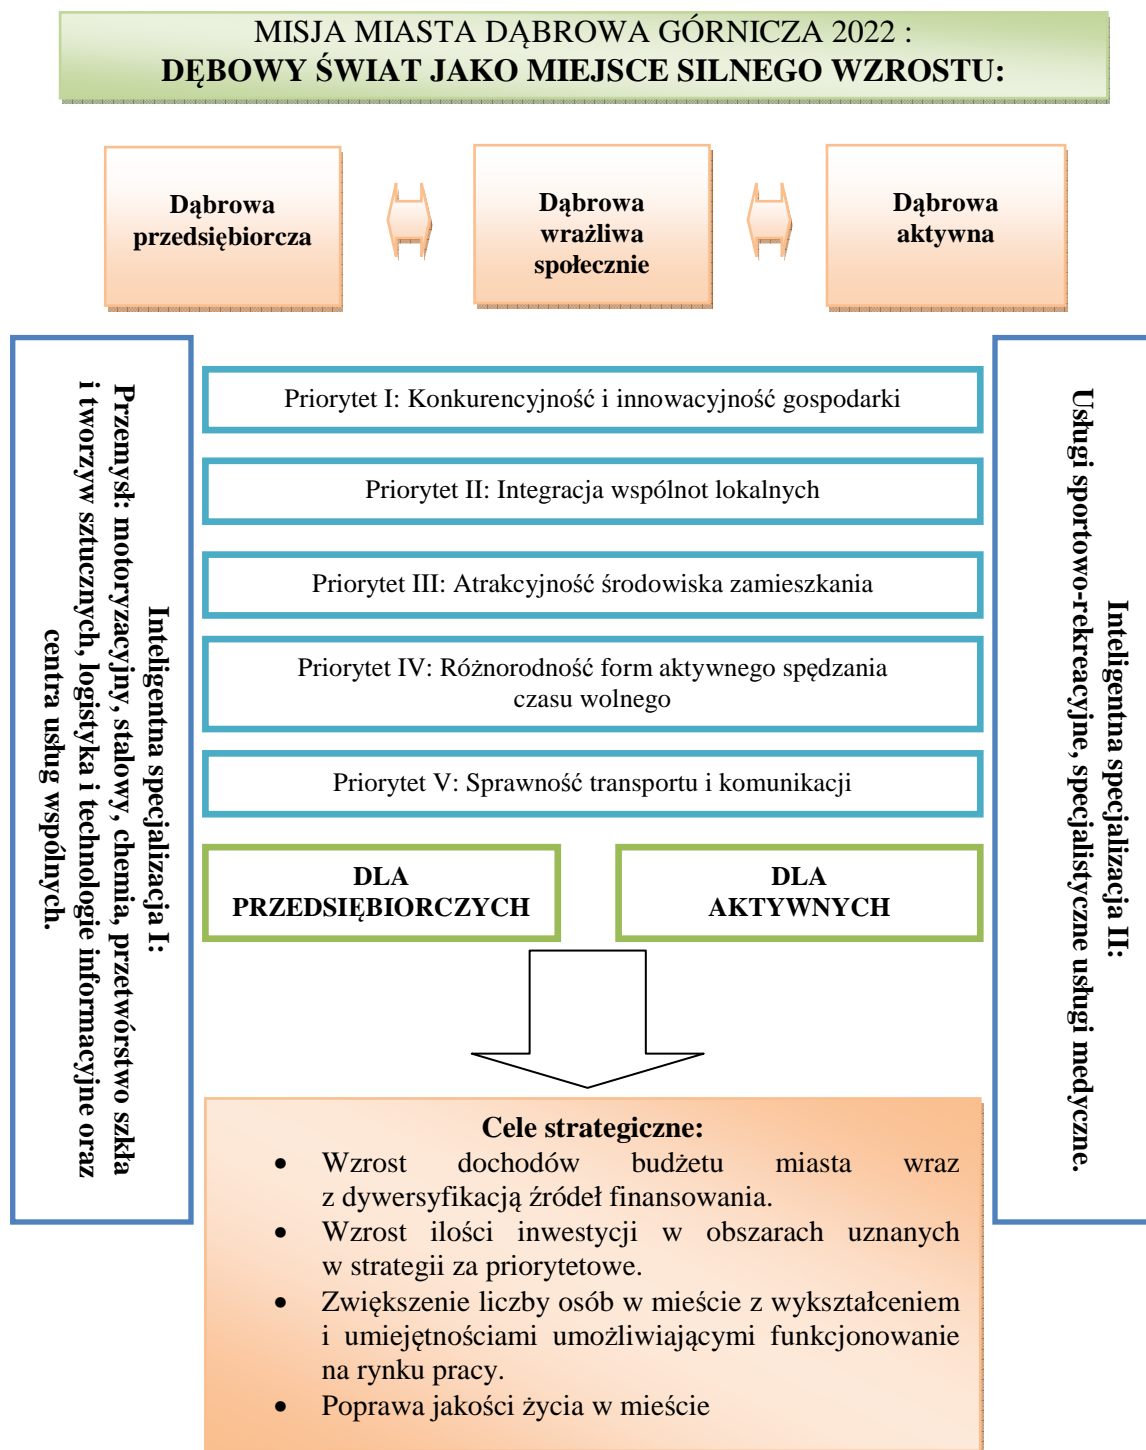 MISJA MIASTA DĄBROWA GÓRNICZA 2022 :
DĘBOWY ŚWIAT JAKO MIEJSCE SILNEGO WZROSTU:
Dąbrowa
przedsiębiorcza
Dąbrowa
wrażliwa
społecznie
Dąbrowa
aktywna
Inteligentna specjalizacja I:
Przemysł: motoryzacyjny, stalowy, chemia, przetwórstwo szkła
i tworzyw sztucznych, logistyka i technologie informacyjne oraz
centra usług wspólnych.
Priorytet I: Konkurencyjność i innowacyjność gospodarki
Priorytet II: Integracja wspólnot lokalnych
Priorytet III: Atrakcyjność środowiska zamieszkania
Priorytet IV: Różnorodność form aktywnego spędzania
czasu wolnego
Priorytet V: Sprawność transportu i komunikacji
DLA
PRZEDSIĘBIORCZYCH
DLA
AKTYWNYCH
Inteligentna specjalizacja II:
Usługi sportowo-rekreacyjne, specjalistyczne usługi medyczne.
Cele strategiczne:
• Wzrost dochodów budżetu miasta wraz
z dywersyfikacją źródeł finansowania.
• Wzrost ilości inwestycji w obszarach uznanych
w strategii za priorytetowe.
• Zwiększenie liczby osób w mieście z wykształceniem
i umiejętnościami umożliwiającymi funkcjonowanie
na rynku pracy.
• Poprawa jakości życia w mieście